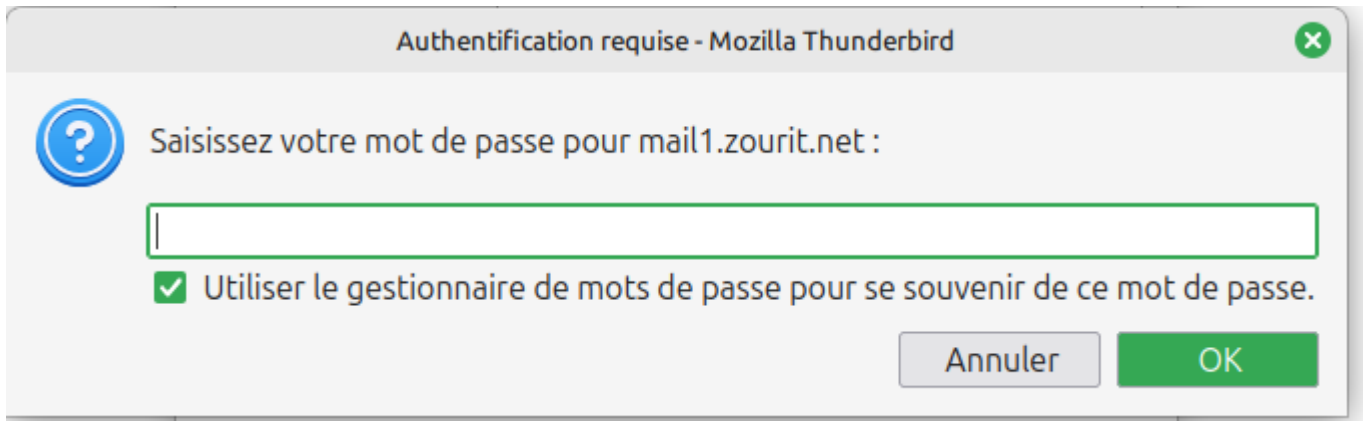 Authentification requise - Mozilla Thunderbird
Saisissez votre mot de passe pour mail1.zourit.net :
Utiliser le gestionnaire de mots de passe pour se souvenir de ce mot de passe.
Annuler OK